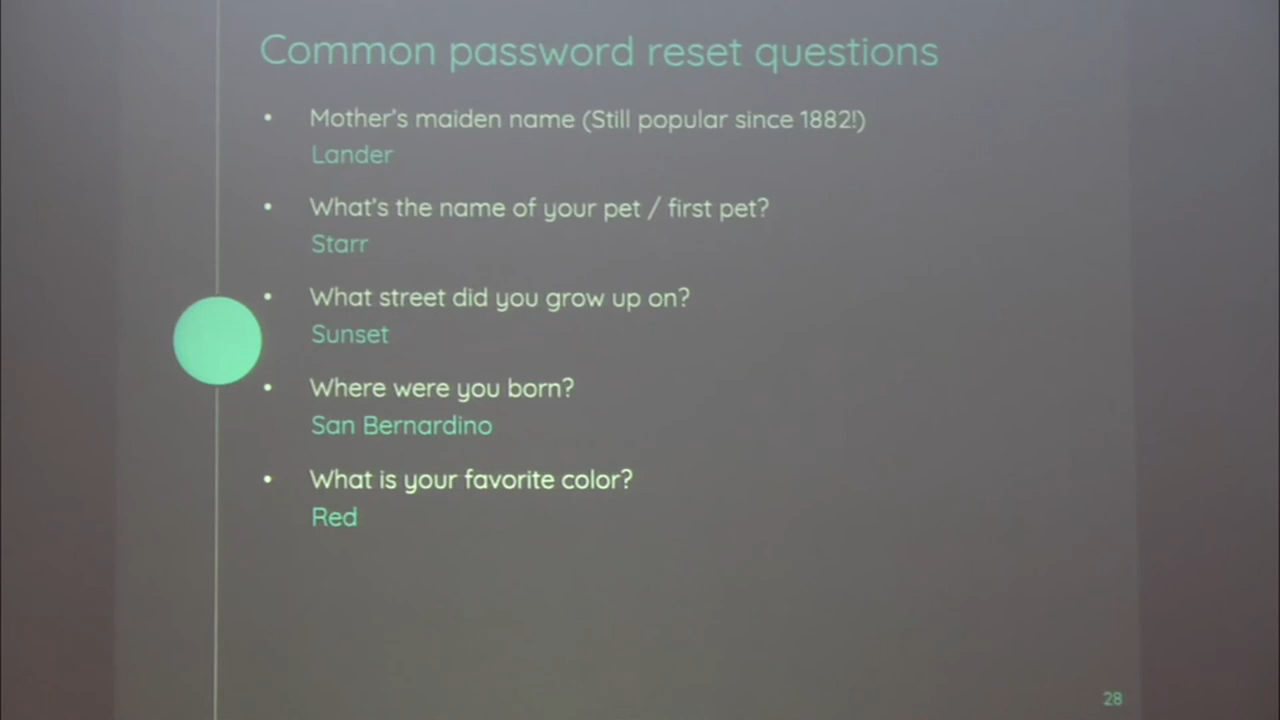 Common password reset questions
• Mother's maiden name (Still popular since 1882!)
Lander
• What's the name of your pet / first pet?
Starr
• What street did you grow up on?
Sunset
• Where were you born?
San Bernardino
• What is your favorite color?
Red
28